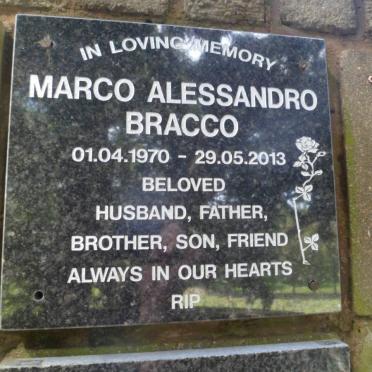 IN LOVING MEMORY
MARCO ALESSANDRO
BRACCO
01.04.1970 - 29.05.2013
BELOVED
HUSBAND, FATHER,
BROTHER, SON, FRIEND
ALWAYS IN OUR HEARTS
RIP